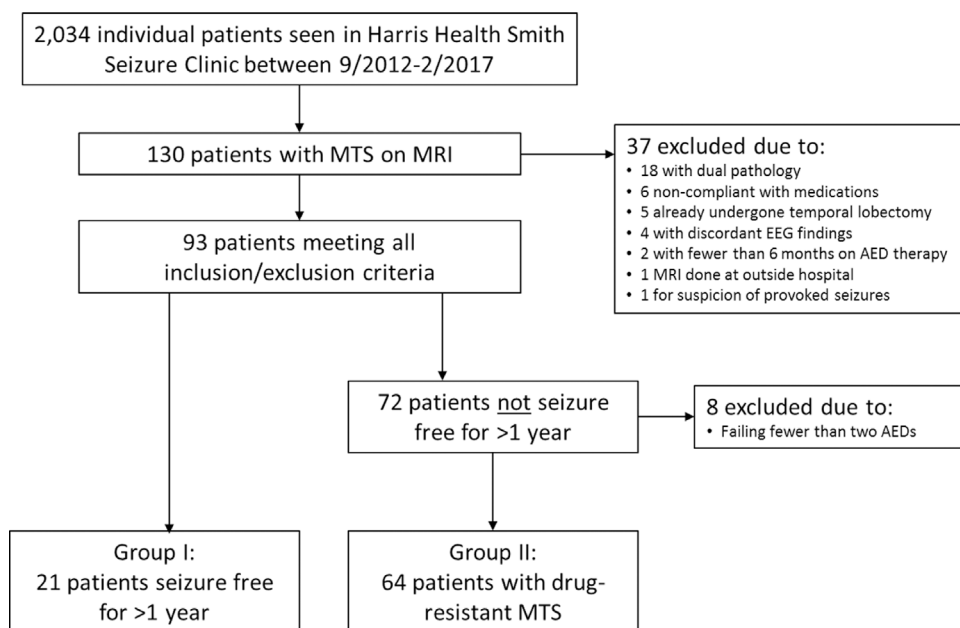 2,034 individual patients seen in Harris Health Smith
Seizure Clinic between 9/2012-2/2017
130 patients with MTS on MRI
37 excluded due to:
• 18 with dual pathology
• 6 non-compliant with medications
• 5 already undergone temporal lobectomy
• 4 with discordant EEG findings
• 2 with fewer than 6 months on AED therapy
• 1 MRI done at outside hospital
• 1 for suspicion of provoked seizures
93 patients meeting all
inclusion/exclusion criteria
72 patients not seizure
free for >1 year
8 excluded due to:
• Failing fewer than two AEDs
Group I:
21 patients seizure free
for >1 year
Group II:
64 patients with drug-
resistant MTS